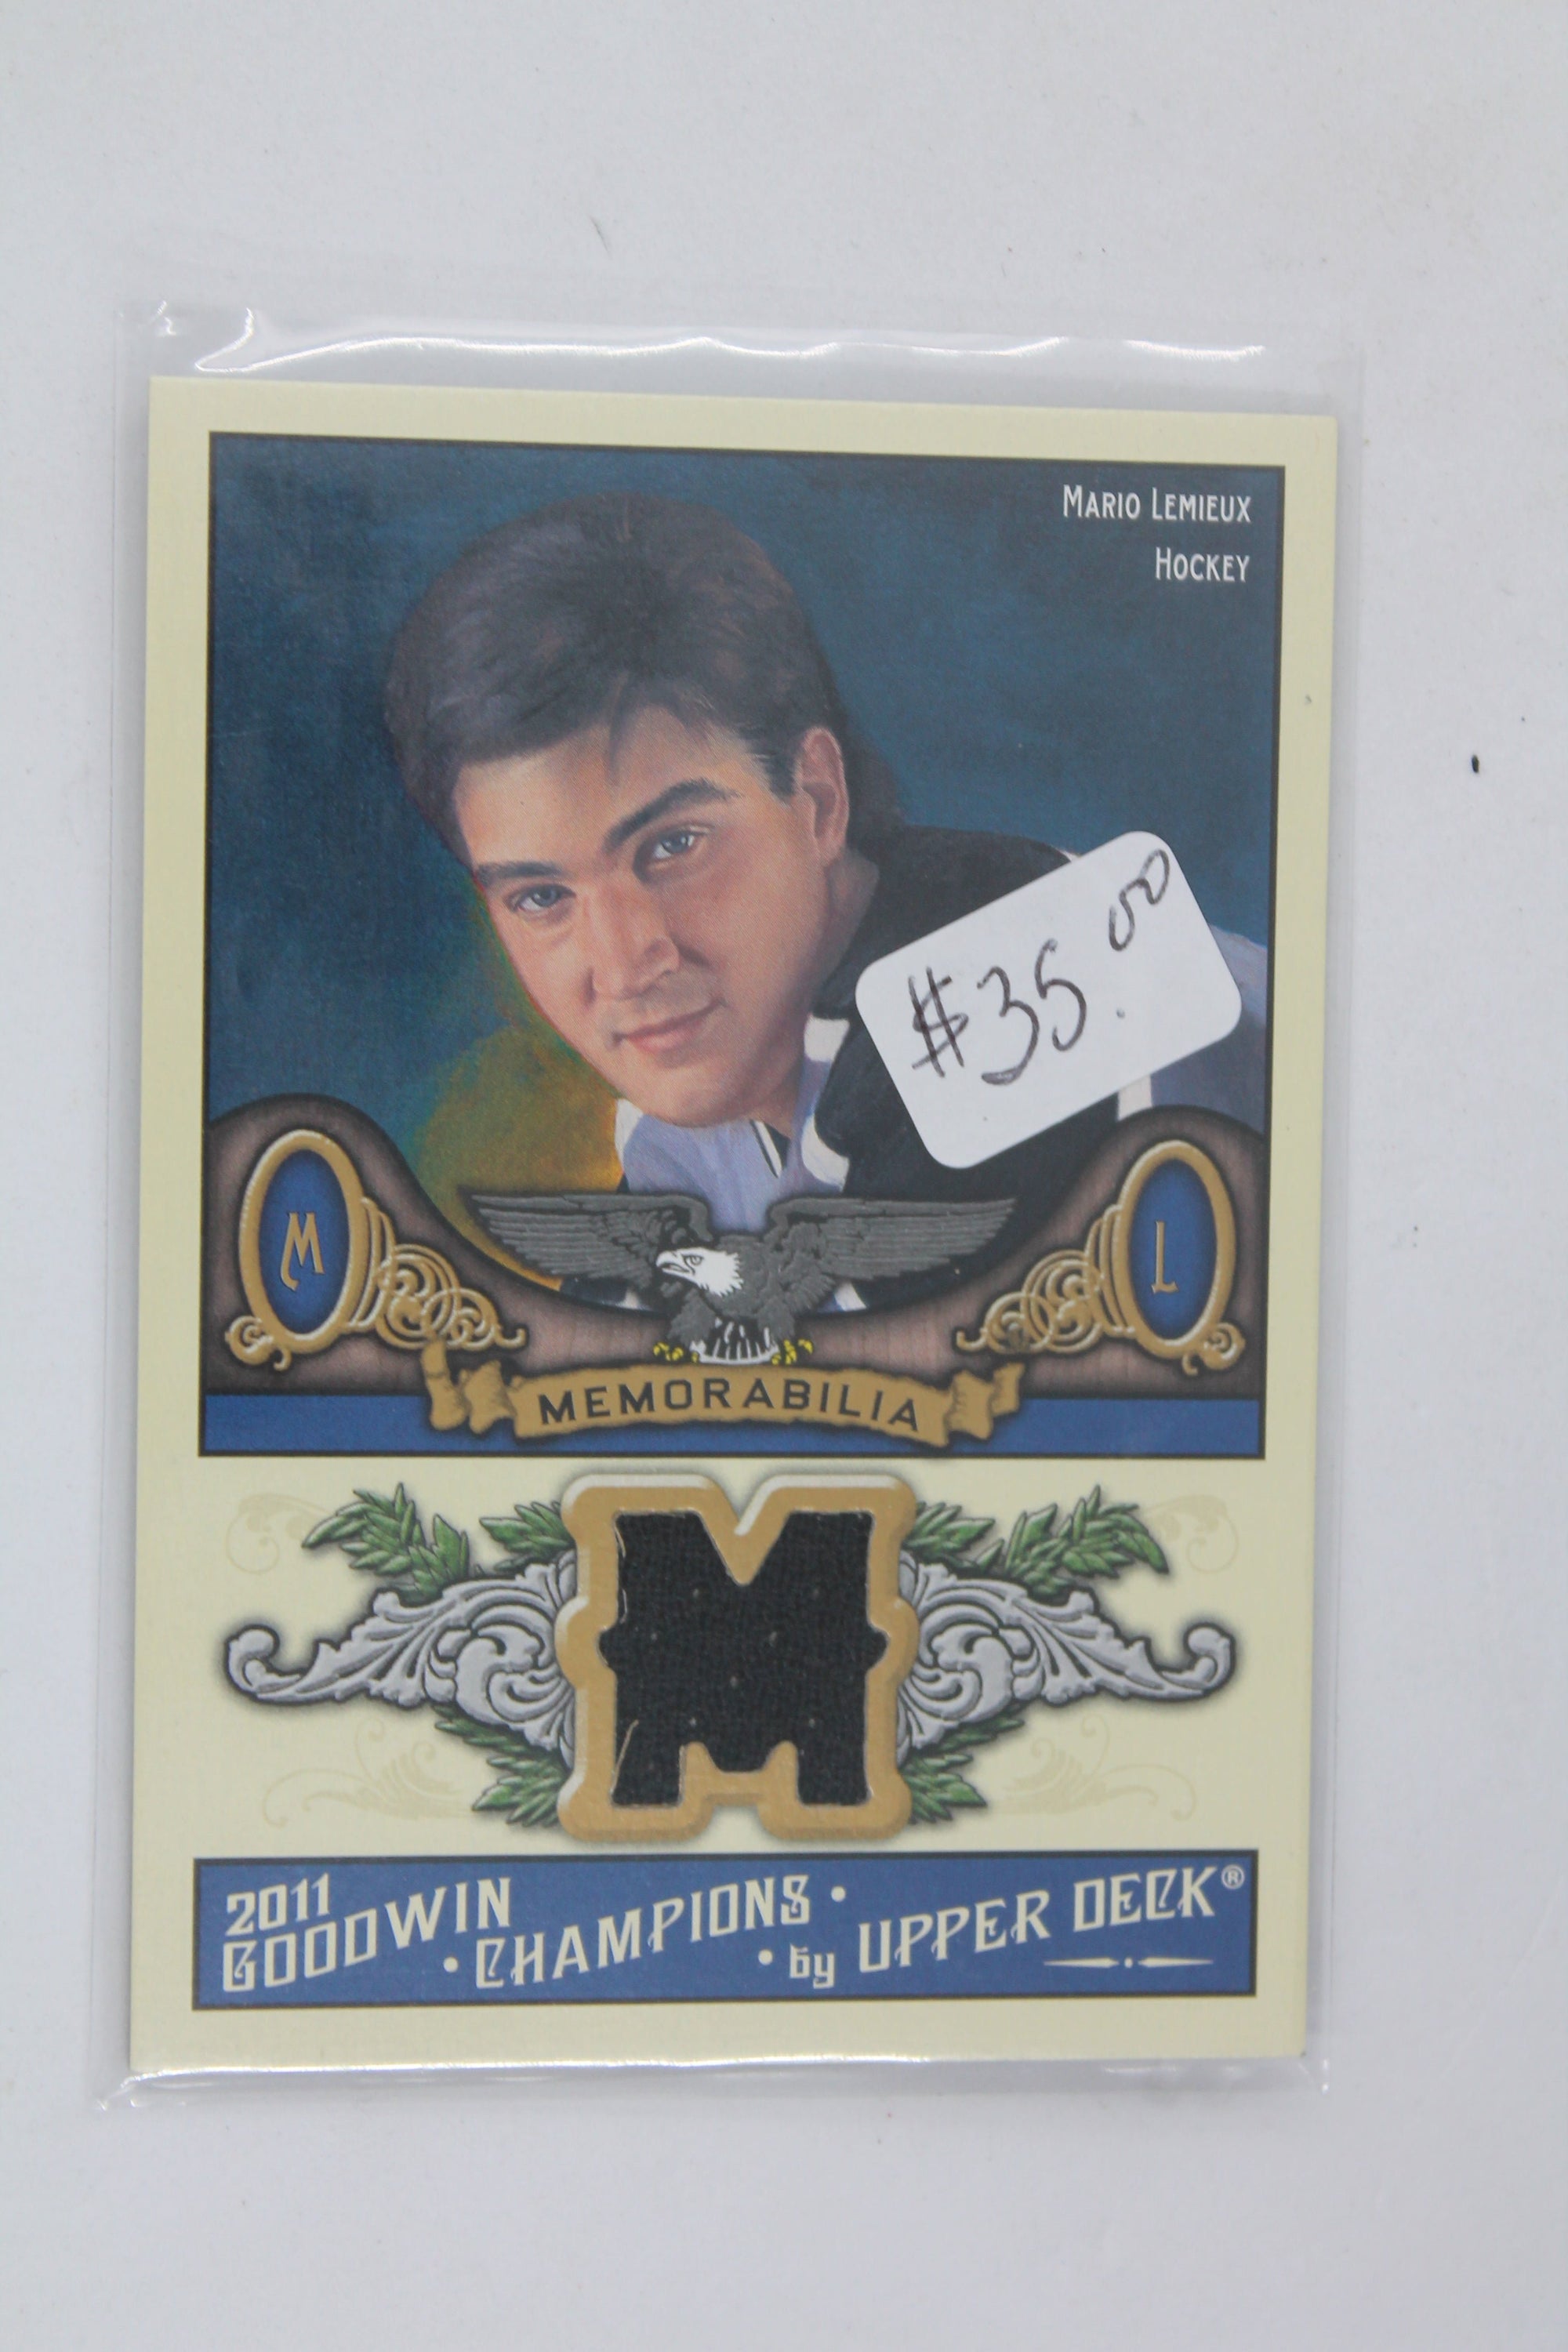 Mario Lemieux
Hockey
$35.00
M
L
MEMORABILIA
M
2011
GOODWIN
• CHAMPIONS •
• by UPPER DECK®